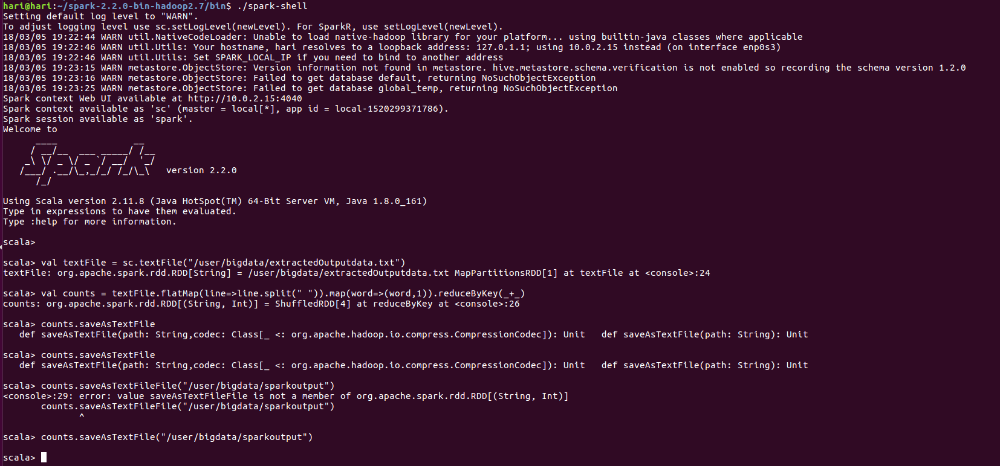 hari@hari:~/spark-2.2.0-bin-hadoop2.7/bin$ ./spark-shell
Setting default log level to "WARN".
To adjust logging level use sc.setLogLevel(newLevel). For SparkR, use setLogLevel(newLevel).
18/03/05 19:22:44 WARN util.NativeCodeLoader: Unable to load native-hadoop library for your platform... using builtin-java classes where applicable
18/03/05 19:22:46 WARN util.Utils: Your hostname, hari resolves to a loopback address: 127.0.1.1; using 10.0.2.15 instead (on interface enp0s3)
18/03/05 19:22:46 WARN util.Utils: Set SPARK_LOCAL_IP if you need to bind to another address
18/03/05 19:23:15 WARN metastore.ObjectStore: Version information not found in metastore. hive.metastore.schema.verification is not enabled so recording the schema version 1.2.0
18/03/05 19:23:16 WARN metastore.ObjectStore: Failed to get database default, returning NoSuchObjectException
18/03/05 19:23:25 WARN metastore.ObjectStore: Failed to get database global_temp, returning NoSuchObjectException
Spark context Web UI available at http://10.0.2.15:4040
Spark context available as 'sc' (master = local[*], app id = local-1520299371786).
Spark session available as 'spark'.
Welcome to
      ____              __
     / __/__  ___ _____/ /__
    _\ \/ _ \/ _ `/ __/  '_/
   /___/ .__/\_,_/_/ /_/\_\   version 2.2.0
      /_/
Using Scala version 2.11.8 (Java HotSpot(TM) 64-Bit Server VM, Java 1.8.0_161)
Type in expressions to have them evaluated.
Type :help for more information.
scala>
scala> val textFile = sc.textFile("/user/bigdata/extractedOutputdata.txt")
textFile: org.apache.spark.rdd.RDD[String] = /user/bigdata/extractedOutputdata.txt MapPartitionsRDD[1] at textFile at <console>:24
scala> val counts = textFile.flatMap(line=>line.split(" ")).map(word=>(word,1)).reduceByKey(_+_)
counts: org.apache.spark.rdd.RDD[(String, Int)] = ShuffledRDD[4] at reduceByKey at <console>:26
scala> counts.saveAsTextFile
   def saveAsTextFile(path: String,codec: Class[_ <: org.apache.hadoop.io.compress.CompressionCodec]): Unit   def saveAsTextFile(path: String): Unit
scala> counts.saveAsTextFile
   def saveAsTextFile(path: String,codec: Class[_ <: org.apache.hadoop.io.compress.CompressionCodec]): Unit   def saveAsTextFile(path: String): Unit
scala> counts.saveAsTextFileFile("/user/bigdata/sparkoutput")
<console>:29: error: value saveAsTextFileFile is not a member of org.apache.spark.rdd.RDD[(String, Int)]
       counts.saveAsTextFileFile("/user/bigdata/sparkoutput")
              ^
scala> counts.saveAsTextFile("/user/bigdata/sparkoutput")
scala>